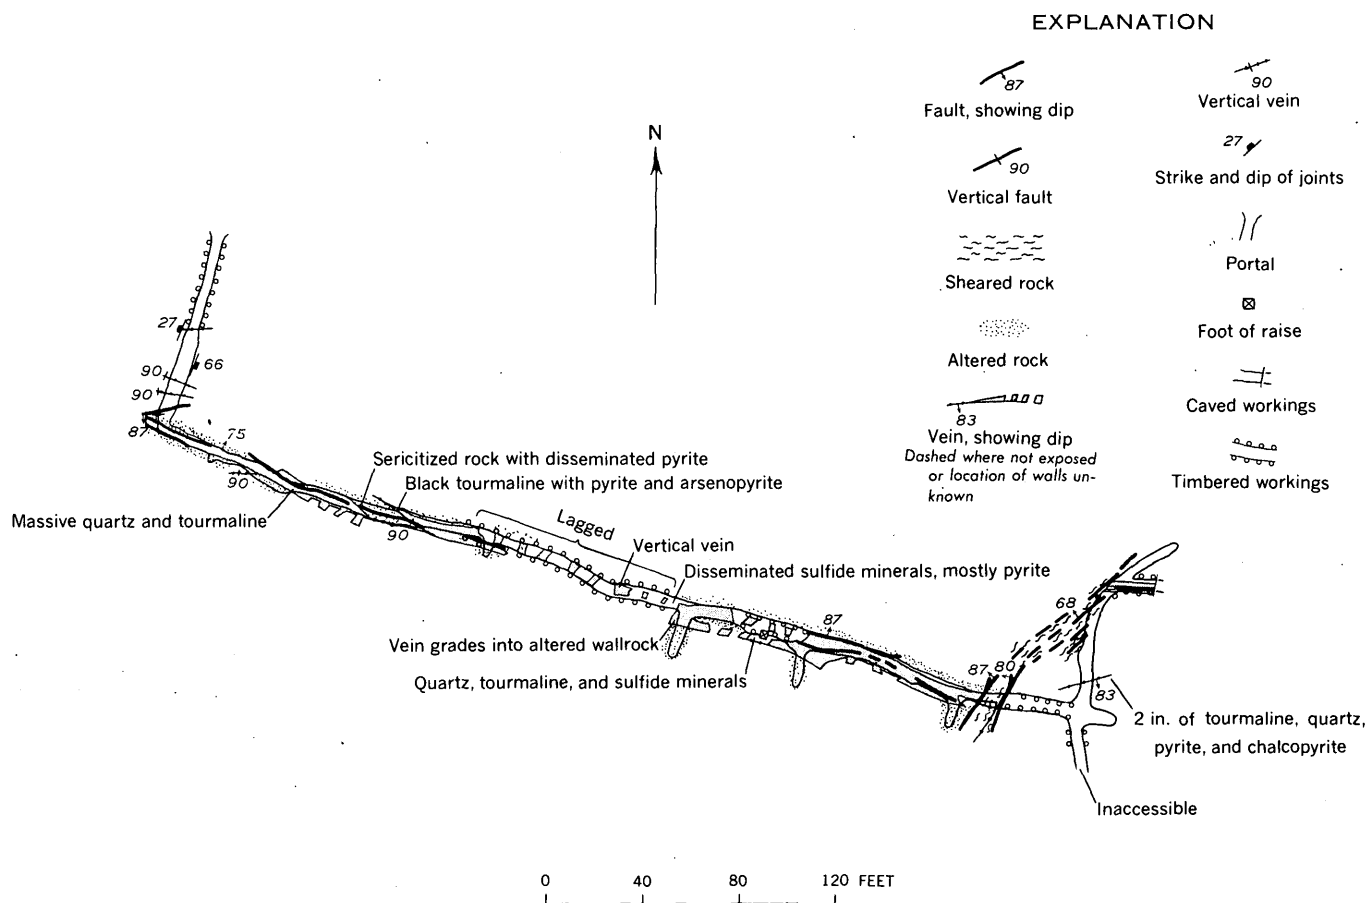 EXPLANATION
87
Fault, showing dip
90
Vertical fault
Sheared rock
Altered rock
83
Vein, showing dip
Dashed where not exposed
or location of walls un-
known
90
Vertical vein
27
Strike and dip of joints
Portal
Foot of raise
Caved workings
Timbered workings
N
27
66
90
90
87
75
90
Sericitized rock with disseminated pyrite
Black tourmaline with pyrite and arsenopyrite
Massive quartz and tourmaline
90
Lagged
Vertical vein
Disseminated sulfide minerals, mostly pyrite
87
Vein grades into altered wallrock
Quartz, tourmaline, and sulfide minerals
68
87 80
83
2 in. of tourmaline, quartz,
pyrite, and chalcopyrite
Inaccessible
0 40 80 120 FEET